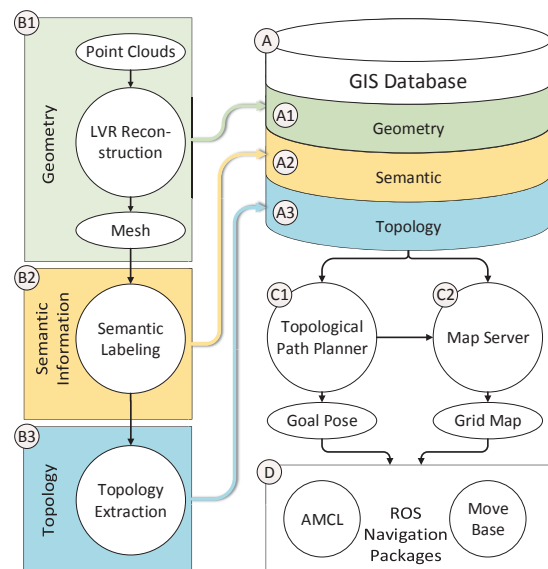 B1
Point Clouds
LVR Recon-
struction
Mesh
Geometry
B2
Semantic
Labeling
Semantic
Information
B3
Topology
Extraction
Topology
A
GIS Database
A1
Geometry
A2
Semantic
A3
Topology
C1
Topological
Path Planner
C2
Map Server
Goal Pose
Grid Map
D
AMCL
ROS
Navigation
Packages
Move
Base